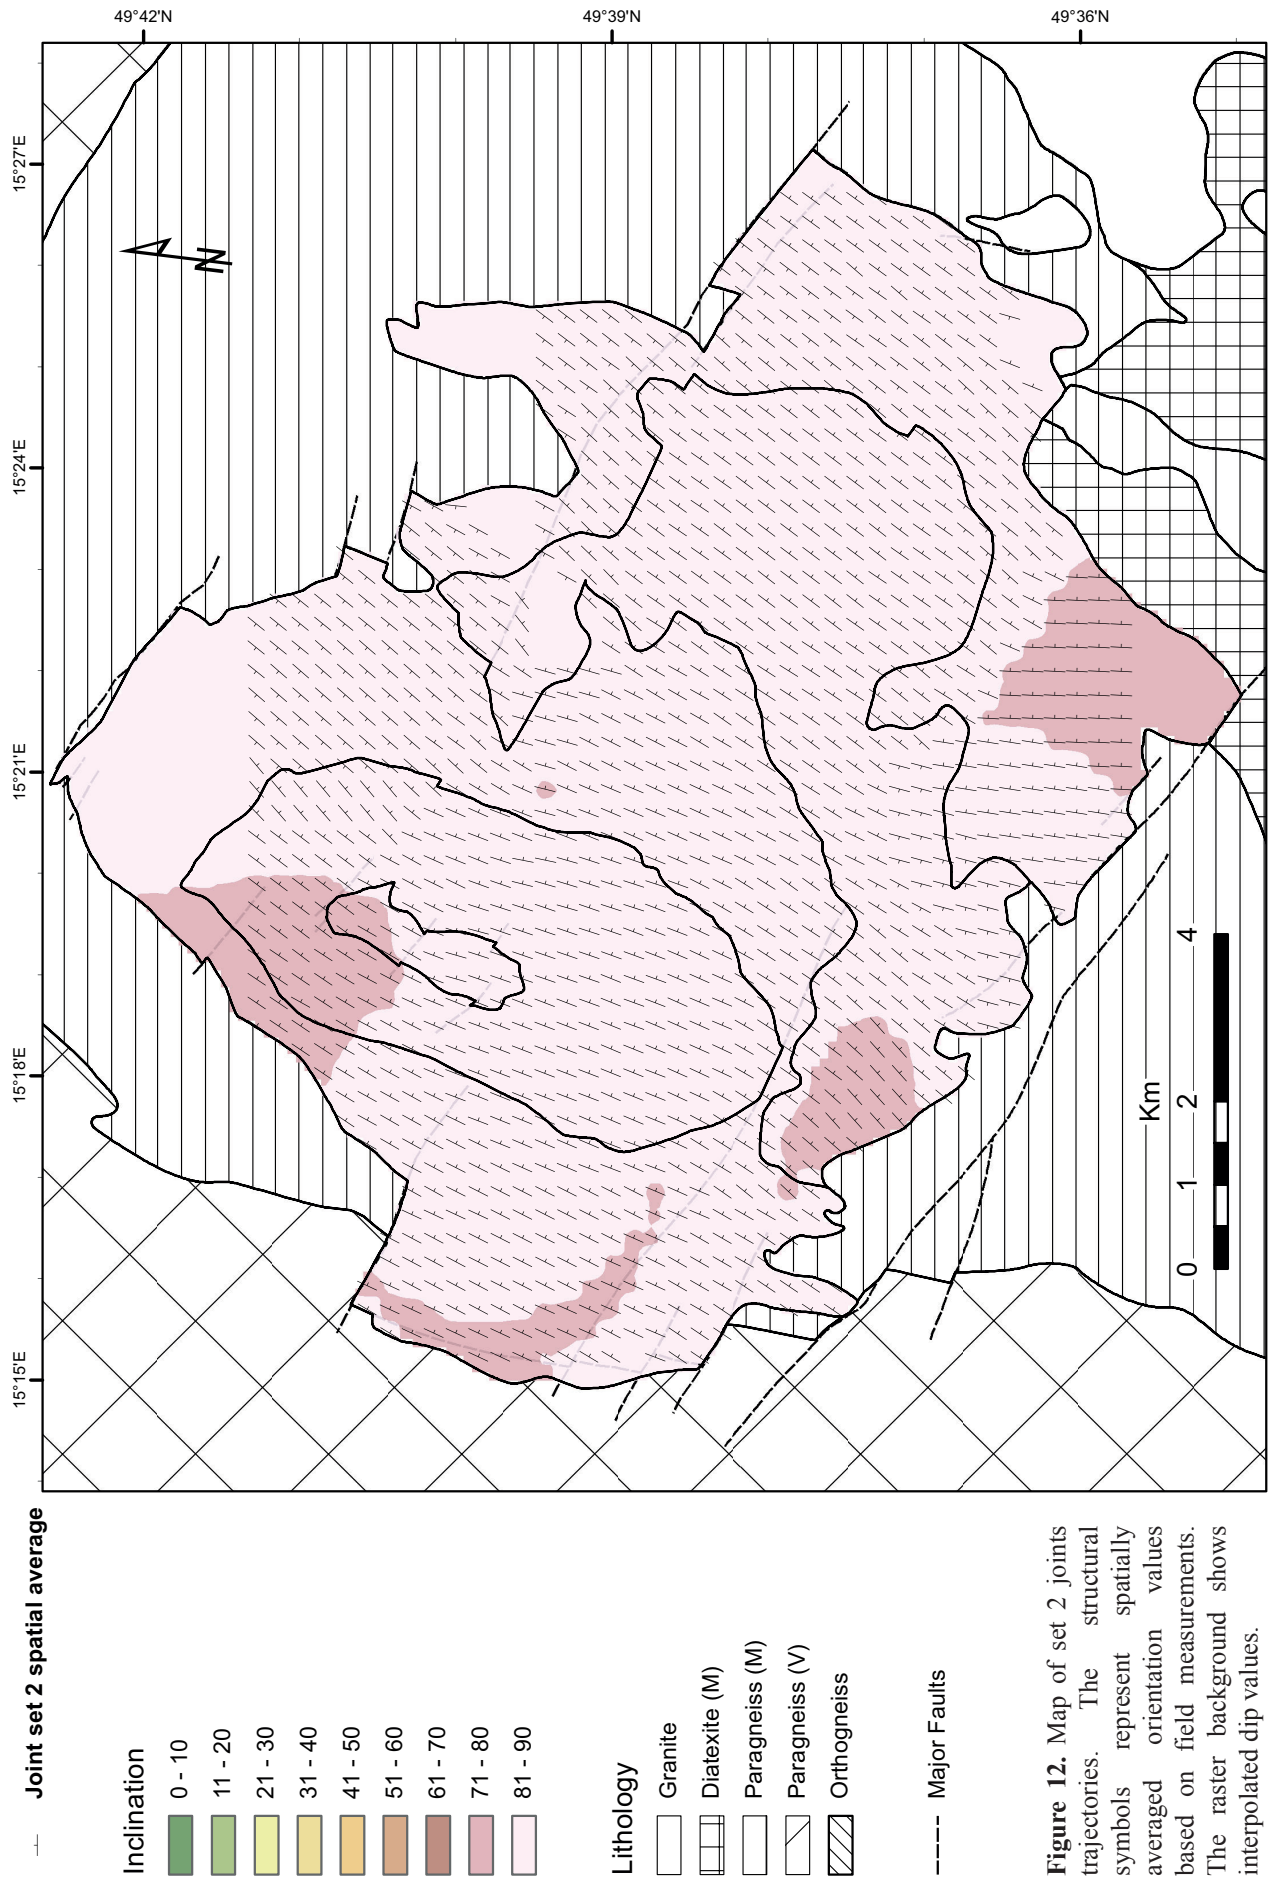 49°42'N
49°39'N
49°36'N
15°27'E
15°24'E
15°21'E
15°18'E
15°15'E
N
Km
0 1 2 4
Joint set 2 spatial average
Inclination
0 - 10
11 - 20
21 - 30
31 - 40
41 - 50
51 - 60
61 - 70
71 - 80
81 - 90
Lithology
Granite
Diatexite (M)
Paragneiss (M)
Paragneiss (V)
Orthogneiss
Major Faults
Figure 12. Map of set 2 joints
trajectories. The structural
symbols represent spatially
averaged orientation values
based on field measurements.
The raster background shows
interpolated dip values.